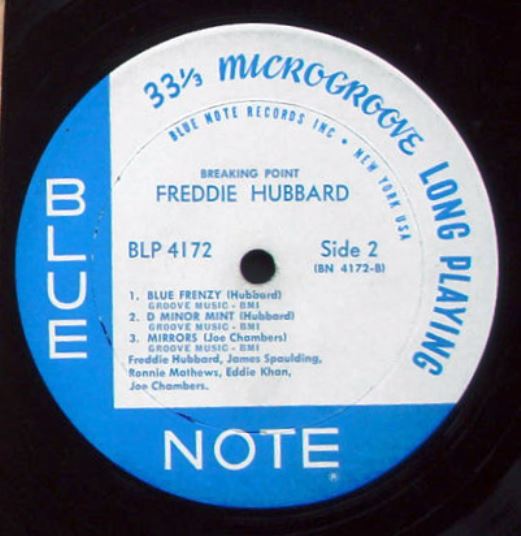 33⅓ MICROGROOVE LONG PLAYING
BLUE NOTE RECORDS INC • NEW YORK USA
BREAKING POINT
FREDDIE HUBBARD
BLP 4172
Side 2
(BN 4172-B)
1. BLUE FRENZY (Hubbard)
GROOVE MUSIC - BMI
2. D MINOR MINT (Hubbard)
GROOVE MUSIC - BMI
3. MIRRORS (Joe Chambers)
GROOVE MUSIC - BMI
Freddie Hubbard, James Spaulding,
Ronnie Mathews, Eddie Khan,
Joe Chambers.
BLUE
NOTE®